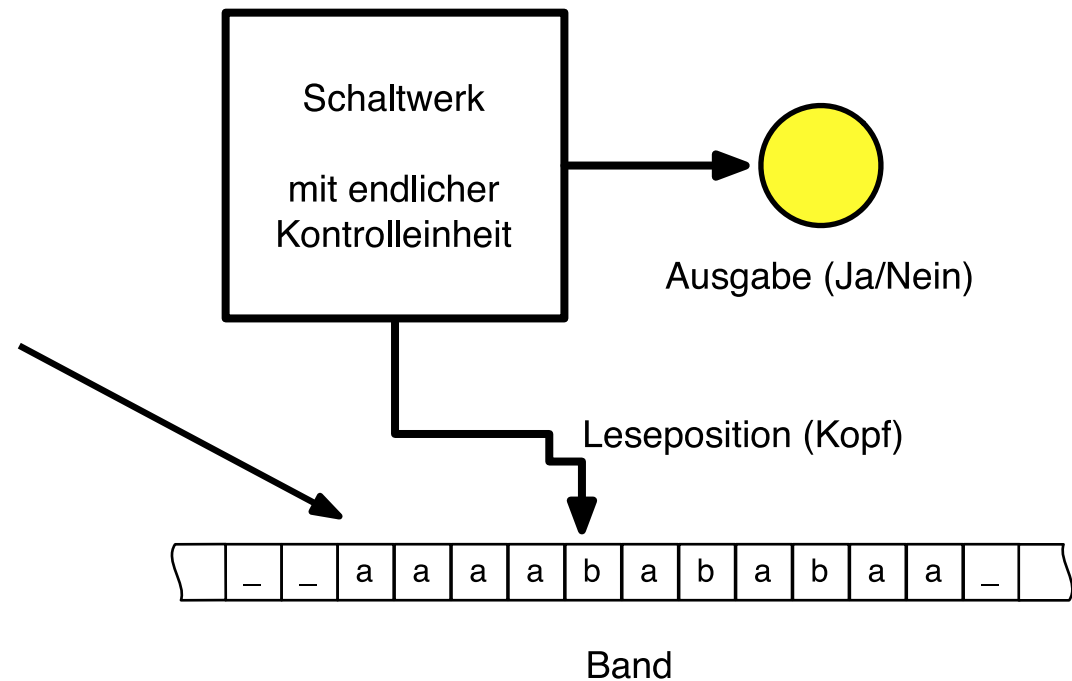 Schaltwerk
mit endlicher
Kontrolleinheit
Ausgabe (Ja/Nein)
Leseposition (Kopf)
_ _ a a a a b a b a b a a _
Band